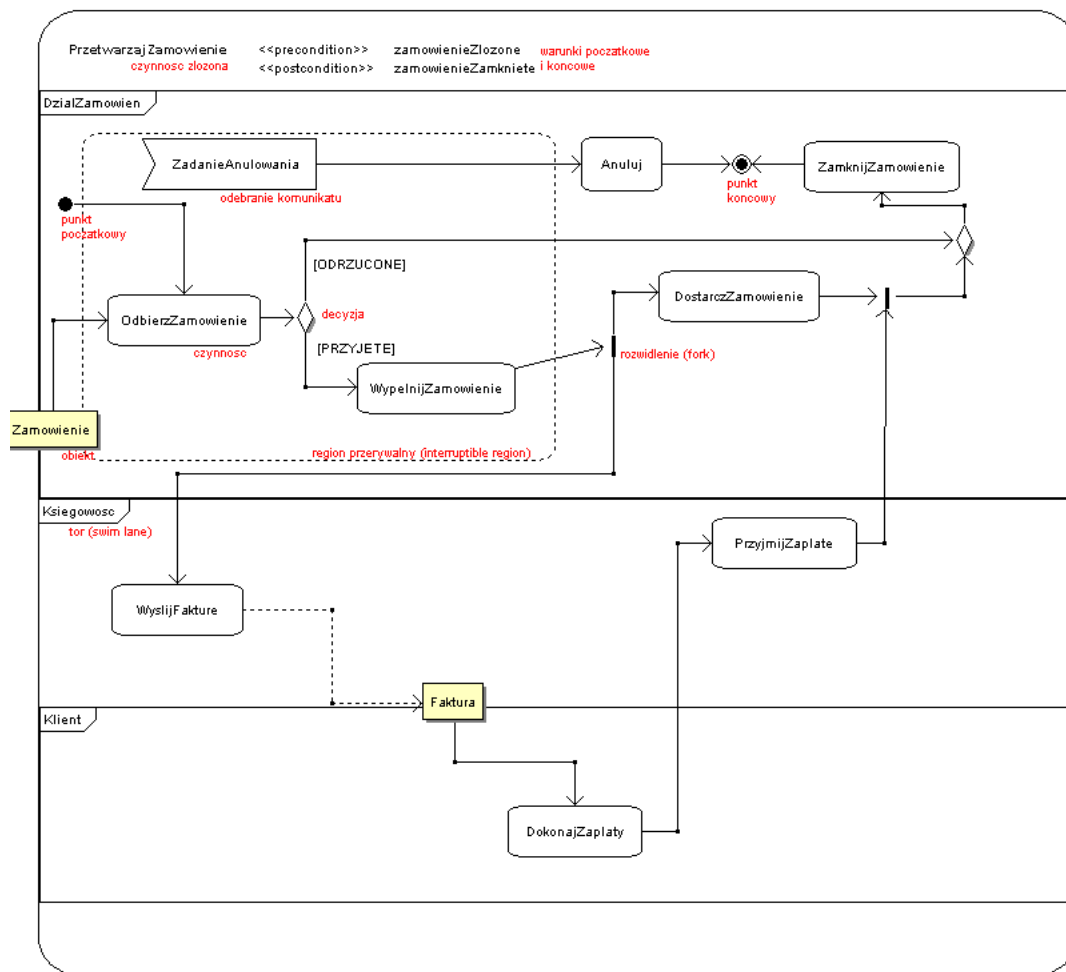 PrzetwarzajZamowienie <<precondition>> zamowienieZlozone warunki początkowe
czynnosc zlozona <<postcondition>> zamowienieZamkniete i koncowe
DzialZamowien
ZadanieAnulowania
Anuluj
ZamknijZamowienie
odebranie komunikatu
punkt
koncowy
punkt
poczatkowy
[ODRZUCONE]
DostarczZamowienie
OdbierzZamowienie
decyzja
czynnosc
[PRZYJETE]
rozwidlenie (fork)
WypelnijZamowienie
Zamowienie
obiekt
region przerywalny (interruptible region)
Ksiegowosc
tor (swim lane)
PrzyjmijZaplate
WyslijFakture
Faktura
Klient
DokonajZaplaty